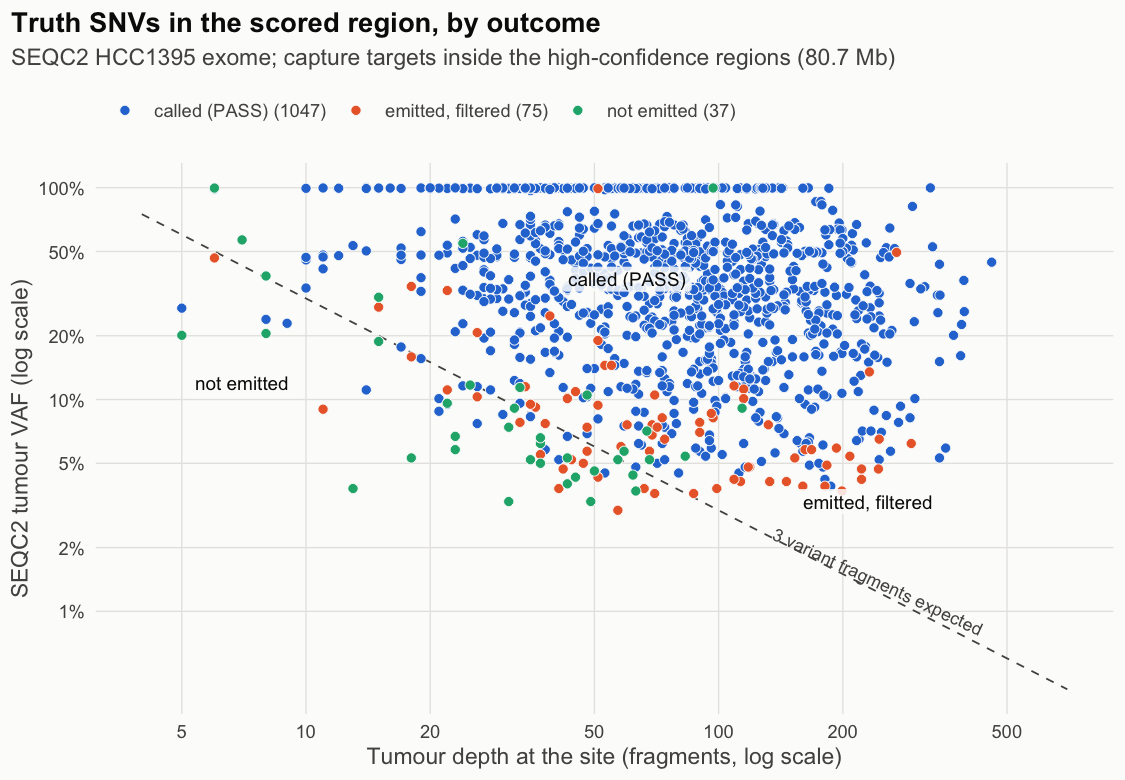 Truth SNVs in the scored region, by outcome
SEQC2 HCC1395 exome; capture targets inside the high-confidence regions (80.7 Mb)
called (PASS) (1047) emitted, filtered (75) not emitted (37)
SEQC2 tumour VAF (log scale)
100%
50%
20%
10%
5%
2%
1%
called (PASS)
not emitted
emitted, filtered
3 variant fragments expected
5 10 20 50 100 200 500
Tumour depth at the site (fragments, log scale)